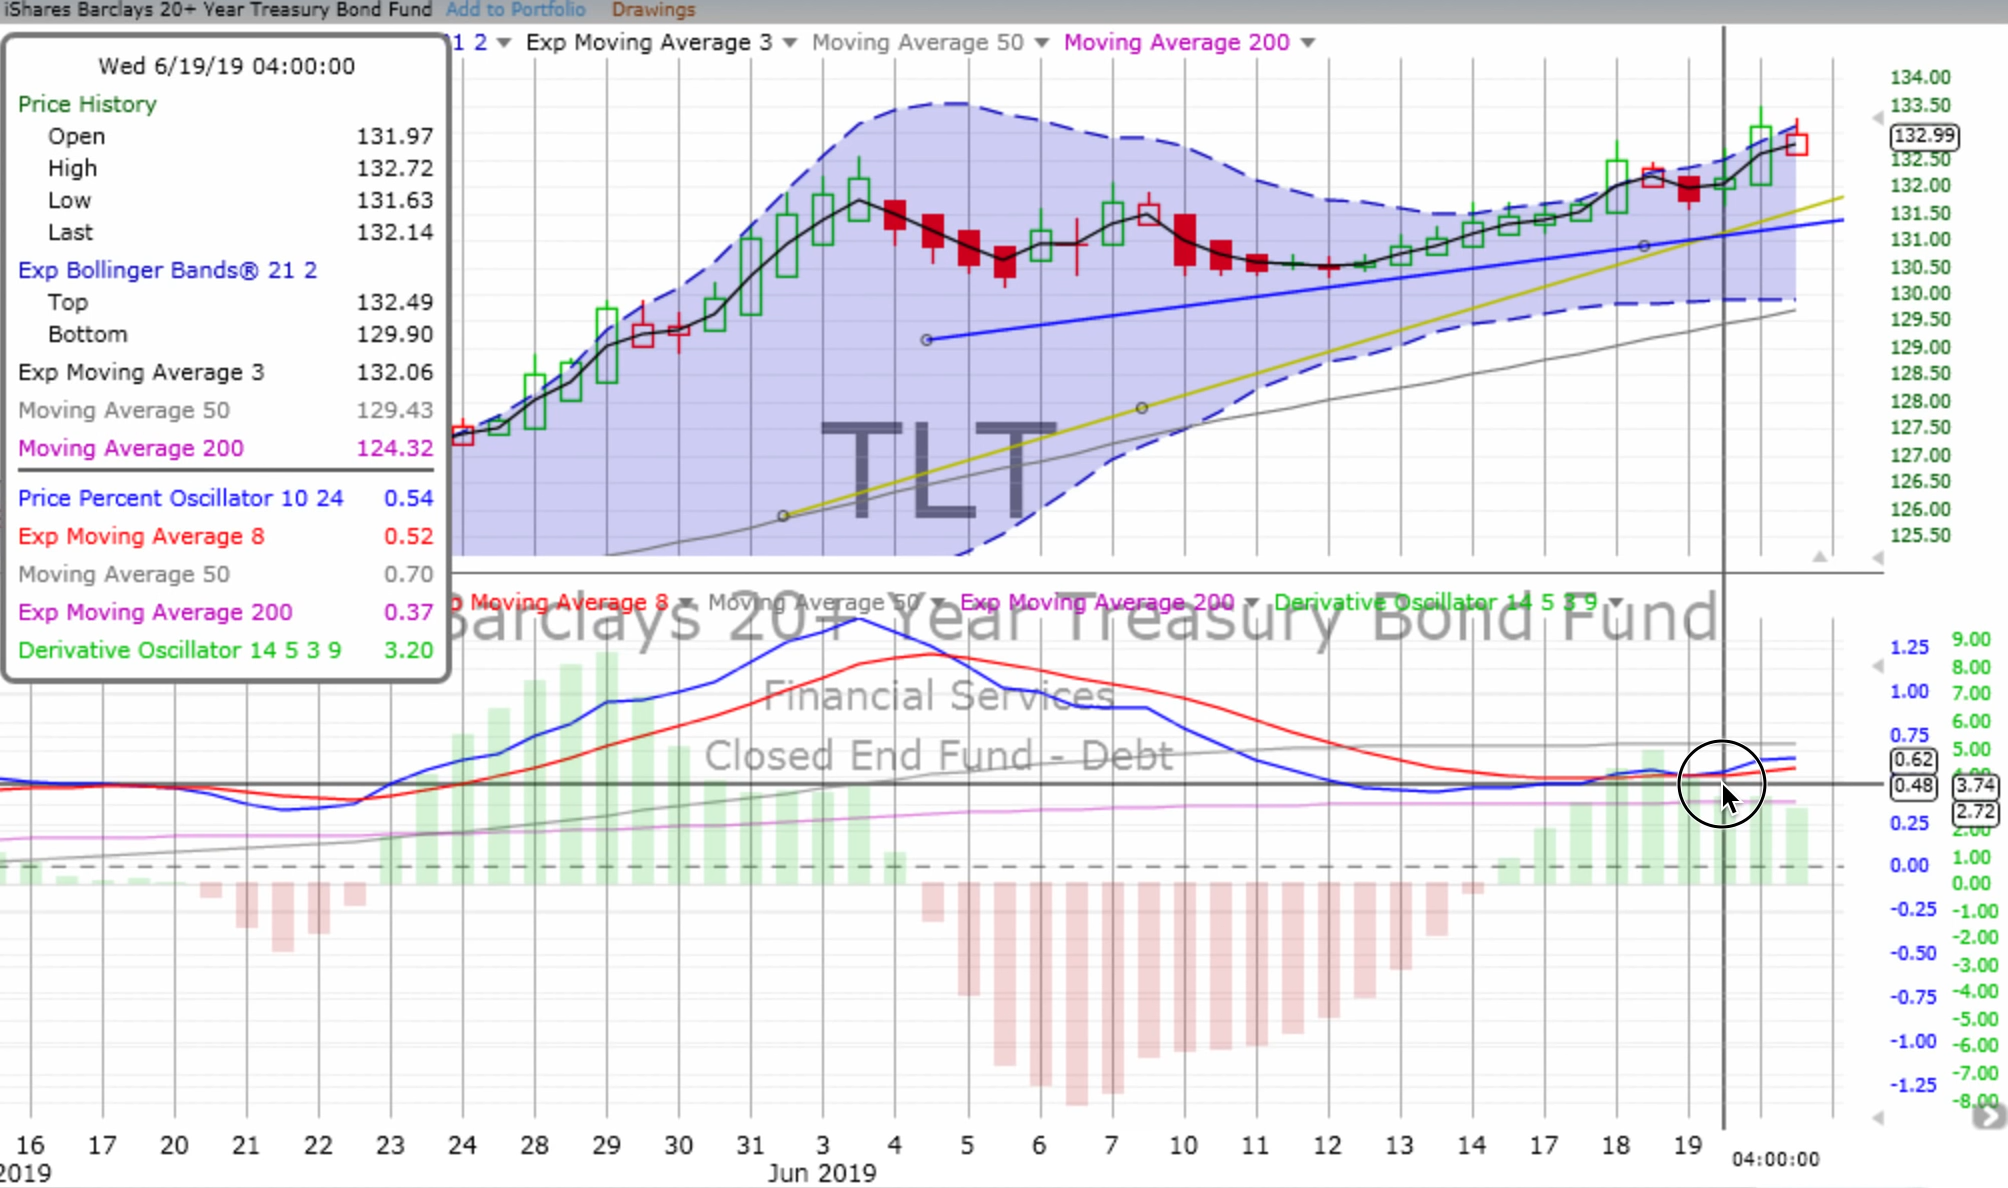 iShares Barclays 20+ Year Treasury Bond Fund Add to Portfolio Drawings
1 2 Exp Moving Average 3 Moving Average 50 Moving Average 200
Wed 6/19/19 04:00:00
Price History
Open 131.97
High 132.72
Low 131.63
Last 132.14
Exp Bollinger Bands® 21 2
Top 132.49
Bottom 129.90
Exp Moving Average 3 132.06
Moving Average 50 129.43
Moving Average 200 124.32
Price Percent Oscillator 10 24 0.54
Exp Moving Average 8 0.52
Moving Average 50 0.70
Exp Moving Average 200 0.37
Derivative Oscillator 14 5 3 9 3.20
134.00
133.50
132.99
132.50
132.00
131.50
131.00
130.50
130.00
129.50
129.00
128.50
128.00
127.50
127.00
126.50
126.00
125.50
TLT
p Moving Average 8 Moving Average 50 Exp Moving Average 200 Derivative Oscillator 14 5 3 9
Barclays 20+ Year Treasury Bond Fund
Financial Services
Closed End Fund - Debt
1.25
1.00
0.75
0.62
0.48
0.25
0.00
-0.25
-0.50
-0.75
-1.00
-1.25
9.00
8.00
7.00
6.00
5.00
3.74
2.72
2.00
1.00
0.00
-1.00
-2.00
-3.00
-4.00
-5.00
-6.00
-7.00
-8.00
16 17 20 21 22 23 24 28 29 30 31 3 4 5 6 7 10 11 12 13 14 17 18 19
04:00:00
2019 Jun 2019